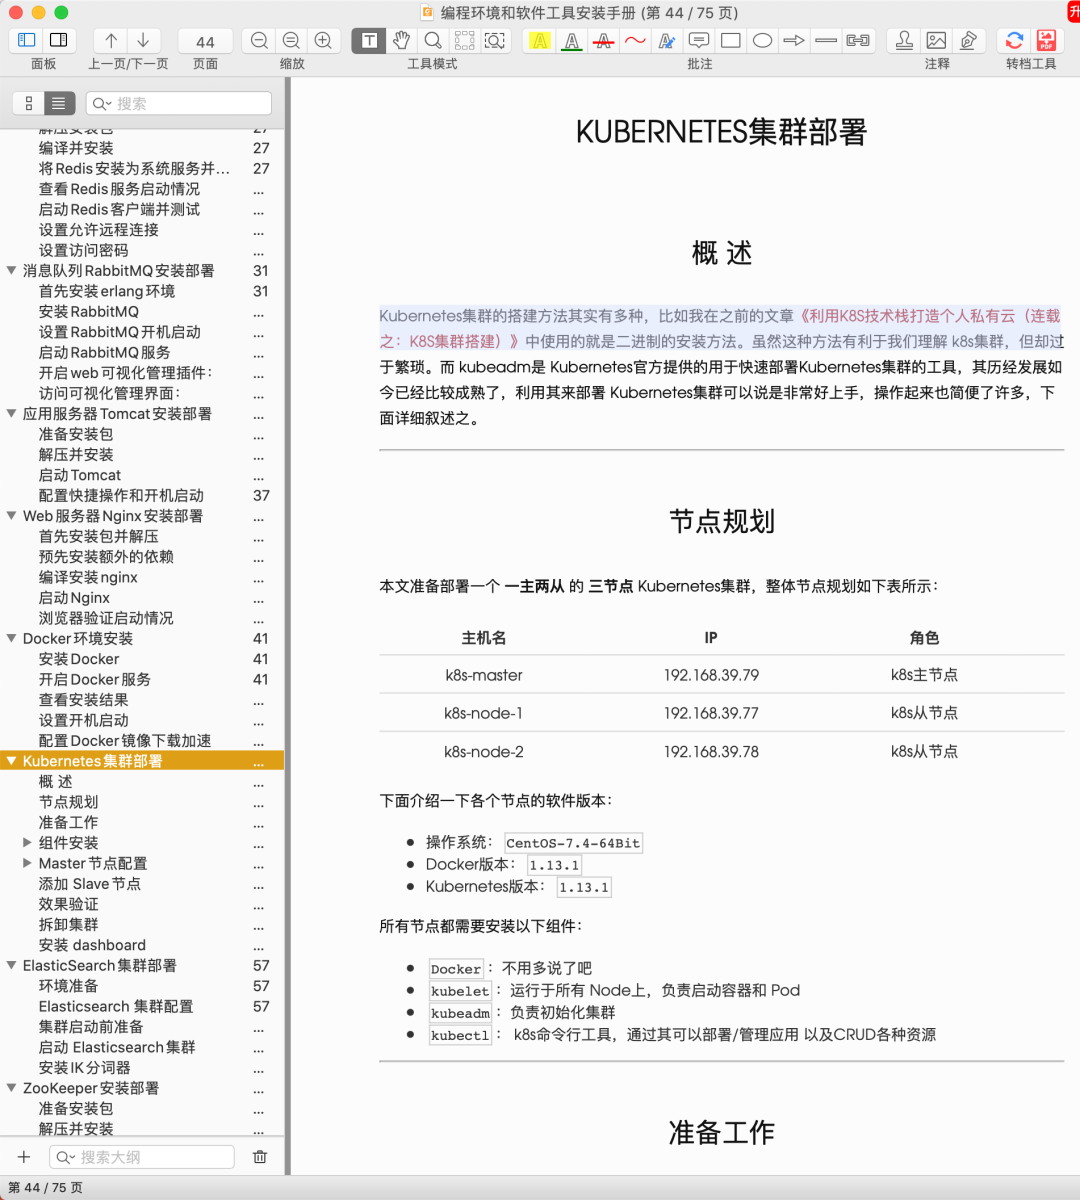 编程环境和软件工具安装手册 (第 44 / 75 页)
升
44
面板
上一页/下一页
页面
缩放
工具模式
批注
注释
转档工具
搜索
解压安装包 27
编译并安装 27
将Redis安装为系统服务并… 27
查看Redis服务启动情况 ...
启动Redis客户端并测试 ...
设置允许远程连接 ...
设置访问密码 ...
消息队列RabbitMQ安装部署 31
首先安装erlang环境 31
安装RabbitMQ ...
设置RabbitMQ开机启动 ...
启动RabbitMQ服务 ...
开启web可视化管理插件： ...
访问可视化管理界面： ...
应用服务器Tomcat安装部署 ...
准备安装包 ...
解压并安装 ...
启动Tomcat ...
配置快捷操作和开机启动 37
Web服务器Nginx安装部署 ...
首先安装包并解压 ...
预先安装额外的依赖 ...
编译安装nginx ...
启动Nginx ...
浏览器验证启动情况 ...
Docker环境安装 41
安装Docker 41
开启Docker服务 41
查看安装结果 ...
设置开机启动 ...
配置Docker镜像下载加速 ...
Kubernetes集群部署 ...
概 述 ...
节点规划 ...
准备工作 ...
组件安装 ...
Master节点配置 ...
添加 Slave节点 ...
效果验证 ...
拆卸集群 ...
安装 dashboard ...
ElasticSearch集群部署 57
环境准备 57
Elasticsearch 集群配置 57
集群启动前准备 ...
启动 Elasticsearch集群 ...
安装IK分词器 ...
ZooKeeper安装部署 ...
准备安装包 ...
解压并安装 ...
搜索大纲
第 44 / 75 页
KUBERNETES集群部署
概 述
Kubernetes集群的搭建方法其实有多种，比如我在之前的文章《利用K8S技术栈打造个人私有云（连载
之：K8S集群搭建）》中使用的就是二进制的安装方法。虽然这种方法有利于我们理解 k8s集群，但却过
于繁琐。而 kubeadm是 Kubernetes官方提供的用于快速部署Kubernetes集群的工具，其历经发展如
今已经比较成熟了，利用其来部署 Kubernetes集群可以说是非常好上手，操作起来也简便了许多，下
面详细叙述之。
节点规划
本文准备部署一个 一主两从 的 三节点 Kubernetes集群，整体节点规划如下表所示：
主机名 IP 角色
k8s-master 192.168.39.79 k8s主节点
k8s-node-1 192.168.39.77 k8s从节点
k8s-node-2 192.168.39.78 k8s从节点
下面介绍一下各个节点的软件版本：
操作系统： CentOS-7.4-64Bit
Docker版本： 1.13.1
Kubernetes版本： 1.13.1
所有节点都需要安装以下组件：
Docker ：不用多说了吧
kubelet ：运行于所有 Node上，负责启动容器和 Pod
kubeadm ：负责初始化集群
kubectl ： k8s命令行工具，通过其可以部署/管理应用 以及CRUD各种资源
准备工作